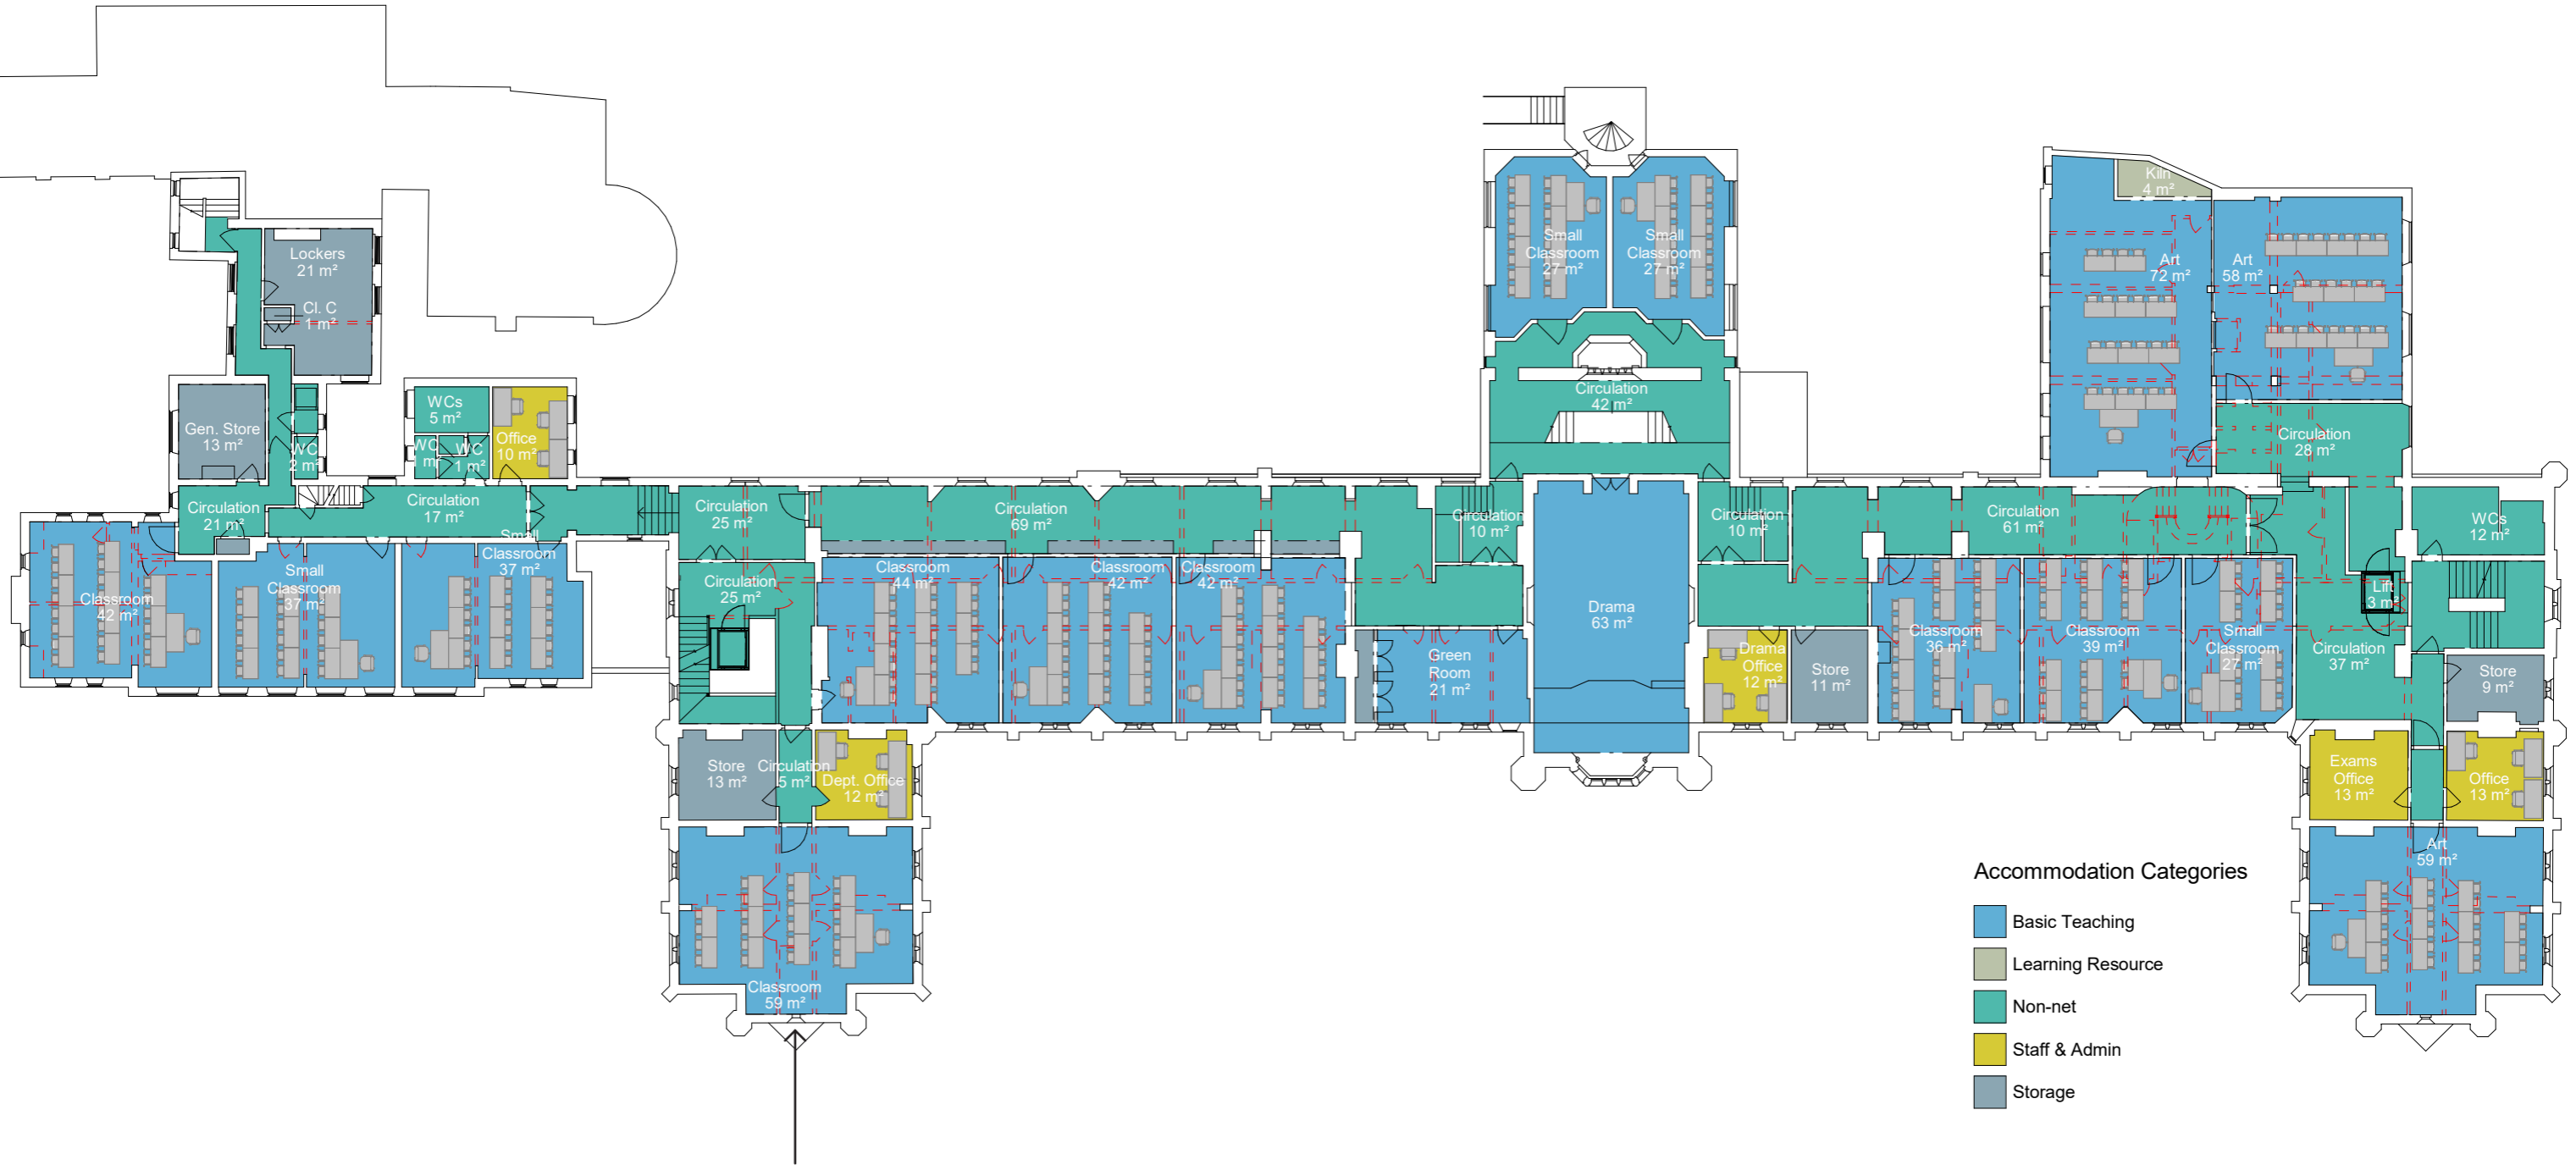 Lockers
21 m²
Cl. C
1 m²
Gen. Store
13 m²
WC
2 m²
WCs
5 m²
WC
1 m²
WC
1 m²
Office
10 m²
Circulation
21 m²
Circulation
17 m²
Classroom
42 m²
Small
Classroom
37 m²
Small
Classroom
37 m²
Circulation
25 m²
Circulation
25 m²
Circulation
69 m²
Classroom
44 m²
Classroom
42 m²
Classroom
42 m²
Store
13 m²
Circulation
5 m²
Dept. Office
12 m²
Classroom
59 m²
Small
Classroom
27 m²
Small
Classroom
27 m²
Circulation
42 m²
Circulation
10 m²
Circulation
10 m²
Drama
63 m²
Green
Room
21 m²
Drama
Office
12 m²
Store
11 m²
Kiln
4 m²
Art
72 m²
Art
58 m²
Circulation
28 m²
Circulation
61 m²
WCs
12 m²
Lift
3 m²
Classroom
36 m²
Classroom
39 m²
Small
Classroom
27 m²
Circulation
37 m²
Store
9 m²
Exams
Office
13 m²
Office
13 m²
Art
59 m²
Accommodation Categories
Basic Teaching
Learning Resource
Non-net
Staff & Admin
Storage